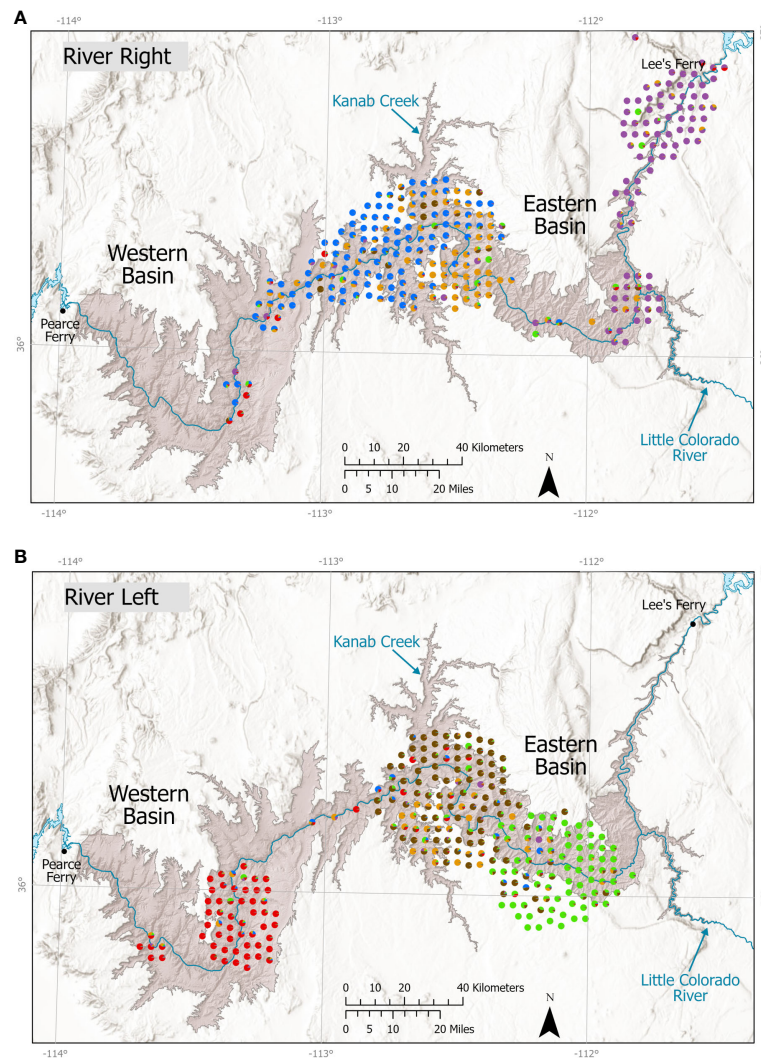 A
-114°
-113°
-112°
River Right
Lee's Ferry
Kanab Creek
Eastern
Basin
Western
Basin
Pearce
Ferry
36°
Little Colorado
River
0 10 20 40 Kilometers
0 5 10 20 Miles
N
-114°
-113°
-112°
B
-114°
-113°
-112°
River Left
Lee's Ferry
Kanab Creek
Eastern
Basin
Western
Basin
Pearce
Ferry
36°
Little Colorado
River
0 10 20 40 Kilometers
0 5 10 20 Miles
N
-114°
-113°
-112°